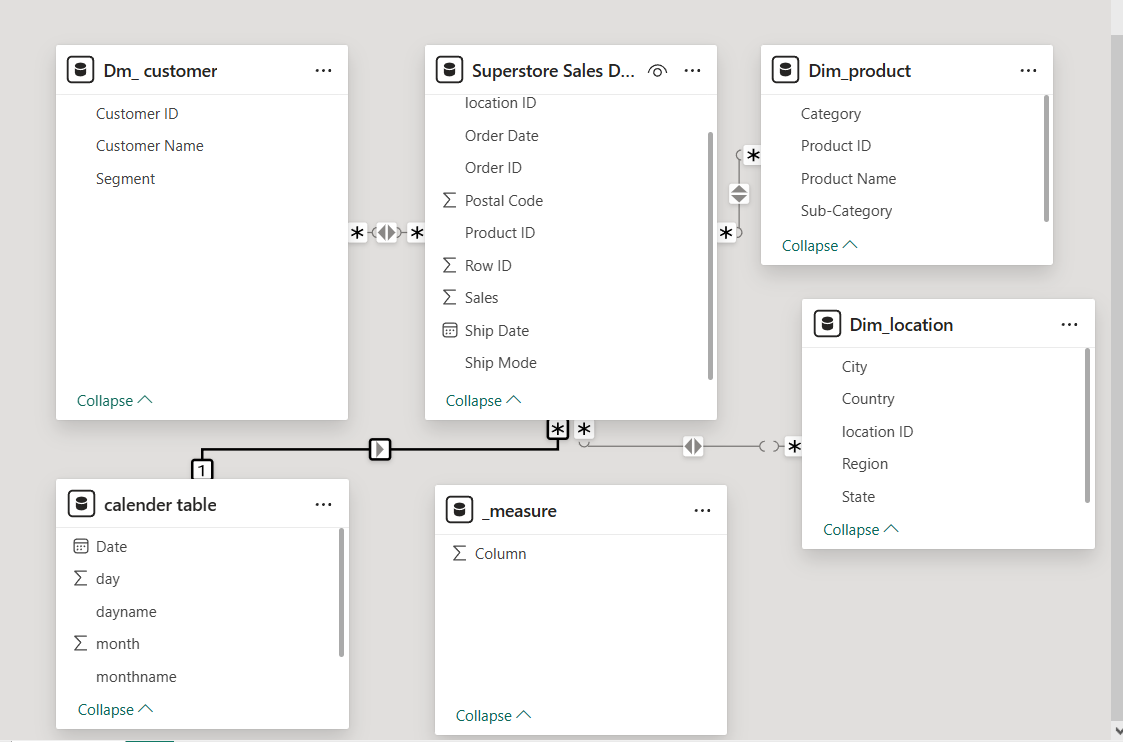 Dm_ customer
Customer ID
Customer Name
Segment
Collapse
Superstore Sales D...
location ID
Order Date
Order ID
Postal Code
Product ID
Row ID
Sales
Ship Date
Ship Mode
Collapse
Dim_product
Category
Product ID
Product Name
Sub-Category
Collapse
Dim_location
City
Country
location ID
Region
State
Collapse
1
calender table
Date
day
dayname
month
monthname
Collapse
_measure
Column
Collapse